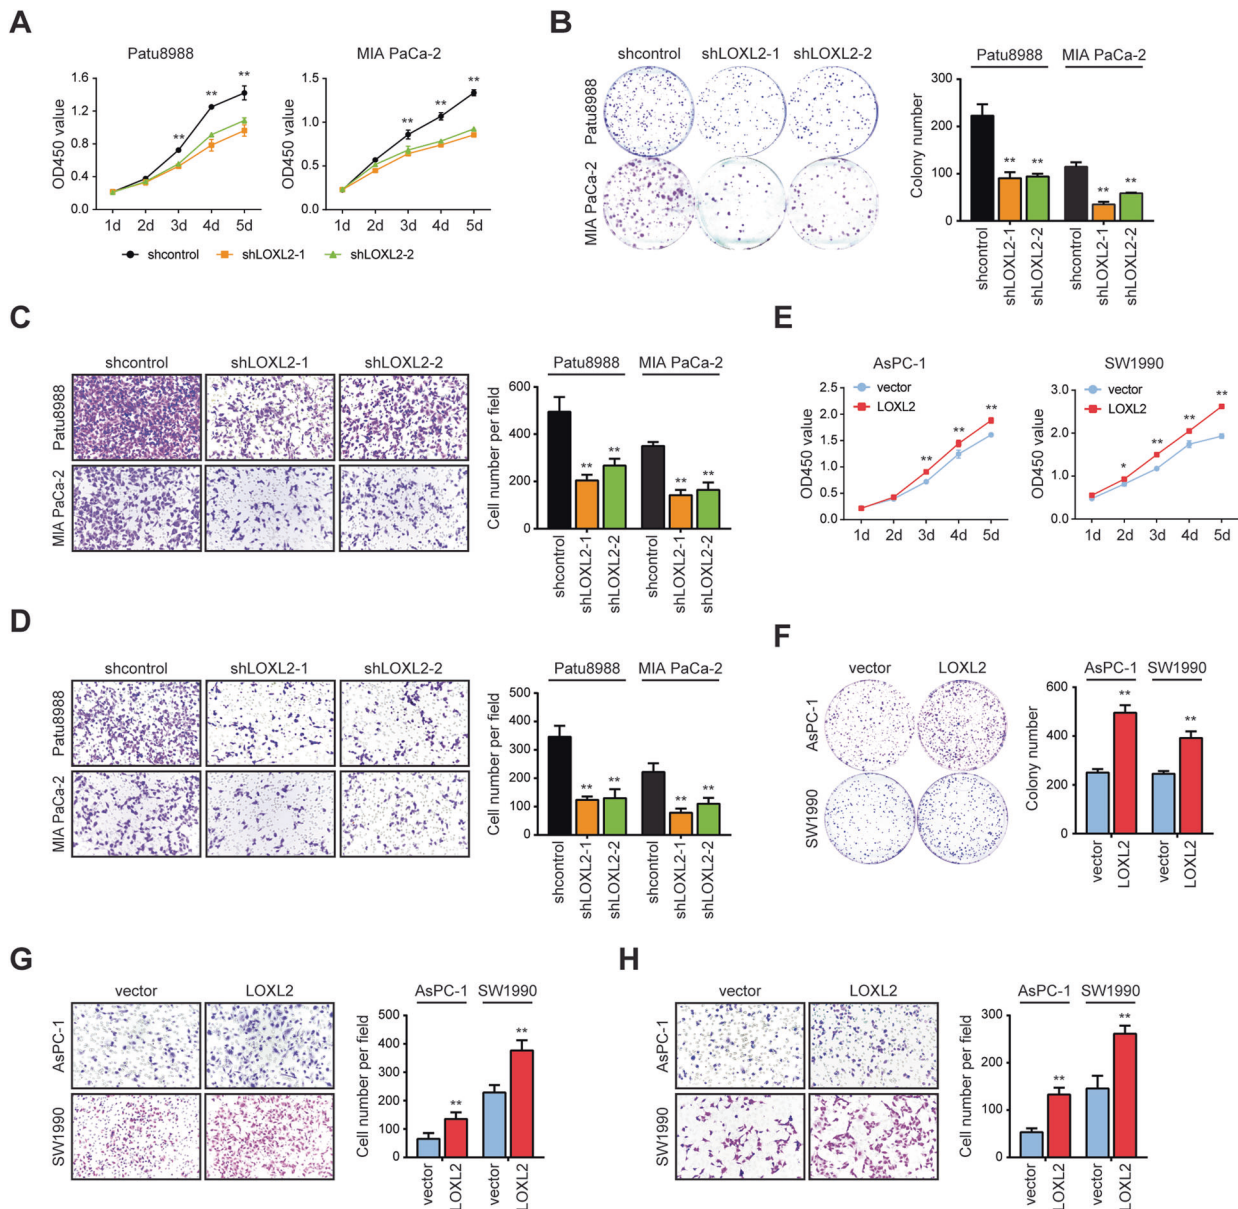 A
Patu8988
MIA PaCa-2
OD450 value
1.6
1.2
0.8
0.4
0.0
1d 2d 3d 4d 5d
** ** **
OD450 value
1.5
1.0
0.5
0.0
1d 2d 3d 4d 5d
** ** **
shcontrol shLOXL2-1 shLOXL2-2
B
shcontrol shLOXL2-1 shLOXL2-2
Patu8988
MIA PaCa-2
Patu8988 MIA PaCa-2
Colony number
300
200
100
0
** ** ** **
shcontrol
shLOXL2-1
shLOXL2-2
shcontrol
shLOXL2-1
shLOXL2-2
C
shcontrol shLOXL2-1 shLOXL2-2
Patu8988
MIA PaCa-2
Patu8988 MIA PaCa-2
Cell number per field
600
400
200
0
** ** ** **
shcontrol
shLOXL2-1
shLOXL2-2
shcontrol
shLOXL2-1
shLOXL2-2
E
AsPC-1
SW1990
vector
LOXL2
OD450 value
2.5
2.0
1.5
1.0
0.5
0.0
1d 2d 3d 4d 5d
** ** **
vector
LOXL2
OD450 value
3.0
2.0
1.0
0.0
1d 2d 3d 4d 5d
* ** ** **
D
shcontrol shLOXL2-1 shLOXL2-2
Patu8988
MIA PaCa-2
Patu8988 MIA PaCa-2
Cell number per field
500
400
300
200
100
0
** ** ** **
shcontrol
shLOXL2-1
shLOXL2-2
shcontrol
shLOXL2-1
shLOXL2-2
F
vector LOXL2
AsPC-1
SW1990
AsPC-1 SW1990
Colony number
600
400
200
0
** **
vector
LOXL2
vector
LOXL2
G
vector LOXL2
AsPC-1
SW1990
AsPC-1 SW1990
Cell number per field
500
400
300
200
100
0
** **
vector
LOXL2
vector
LOXL2
H
vector LOXL2
AsPC-1
SW1990
AsPC-1 SW1990
Cell number per field
300
200
100
0
** **
vector
LOXL2
vector
LOXL2